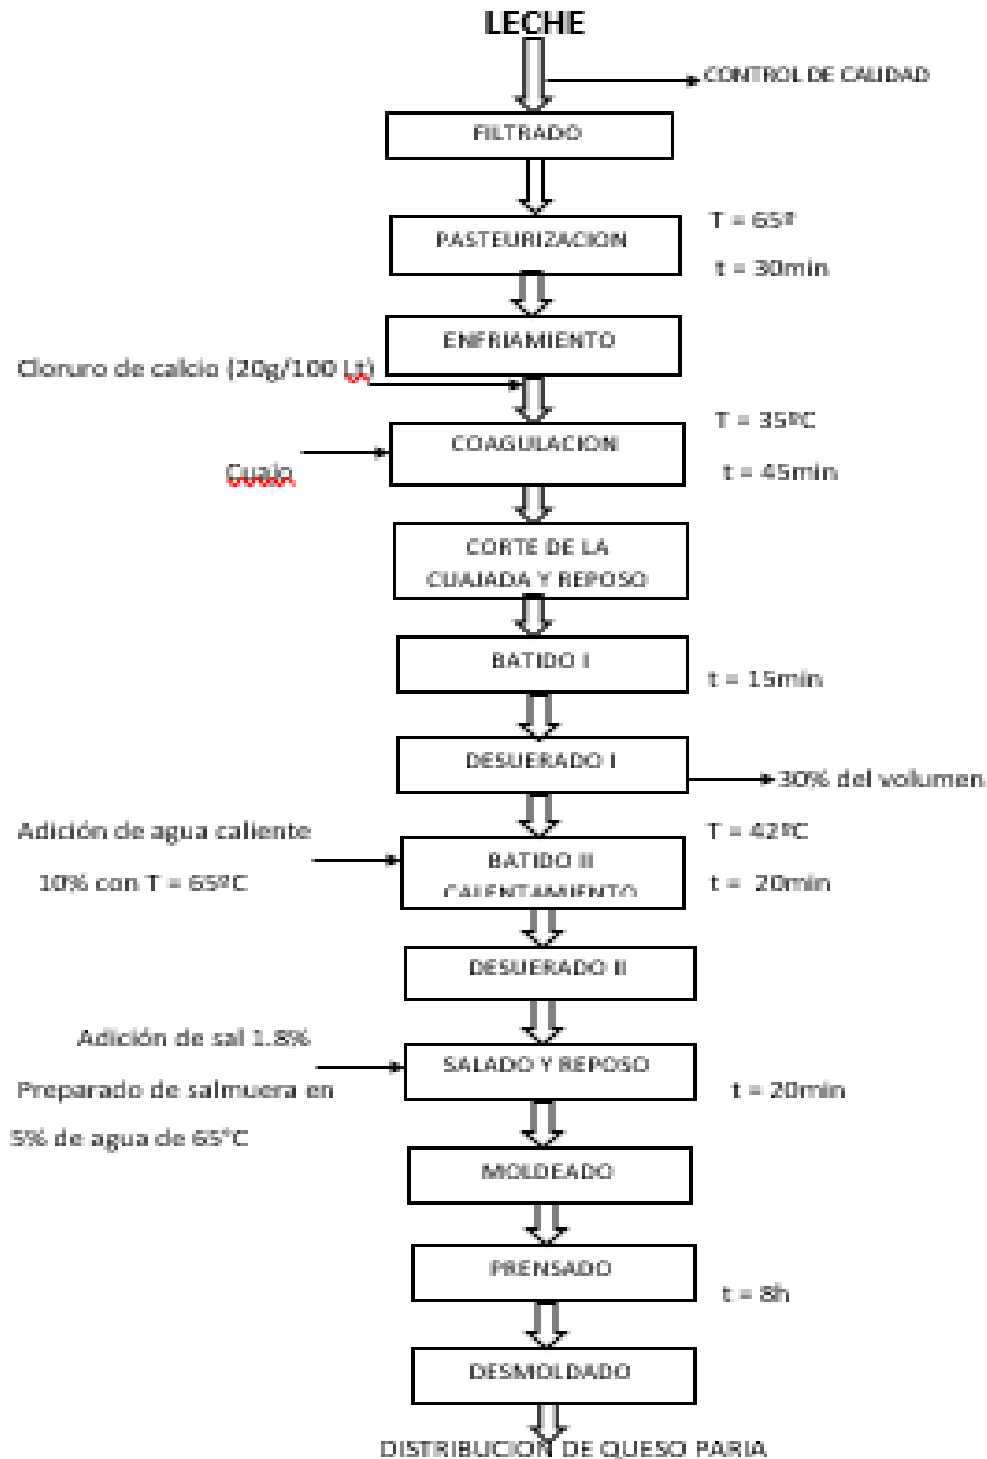 LECHE
CONTROL DE CALIDAD
FILTRADO
PASTEURIZACION
T = 65º
t = 30min
ENFRIAMIENTO
Cloruro de calcio (20g/100 Lt)
COAGULACION
T = 35ºC
t = 45min
Cuajo
CORTE DE LA
CUAJADA Y REPOSO
BATIDO I
t = 15min
DESUERADO I
30% del volumen
Adición de agua caliente
10% con T = 65ºC
BATIDO II
CALENTAMIENTO
T = 42ºC
t = 20min
DESUERADO II
Adición de sal 1.8%
Preparado de salmuera en
5% de agua de 65°C
SALADO Y REPOSO
t = 20min
MOLDEADO
PRENSADO
t = 8h
DESMOLDADO
DISTRIBUCION DE QUESO PARIA